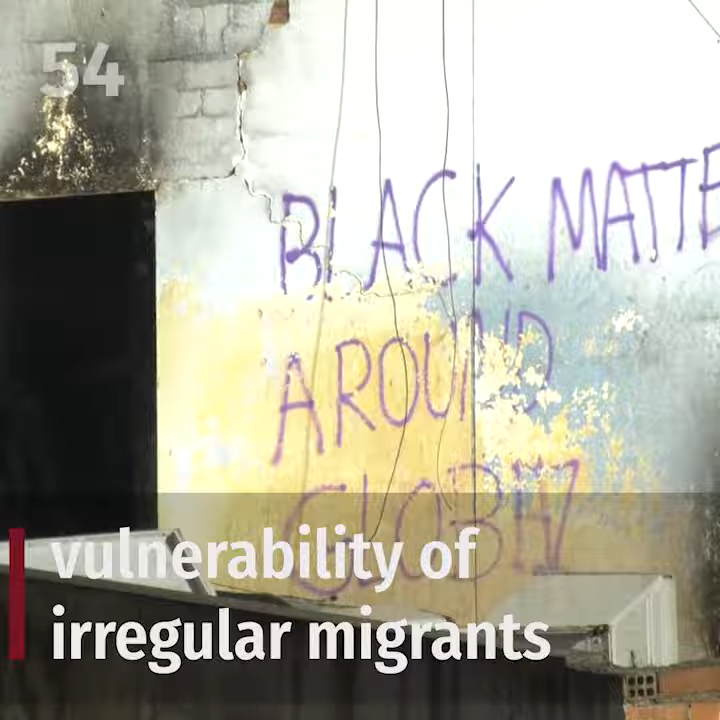 54
BLACK MATTE
AROUND
vulnerability of
irregular migrants